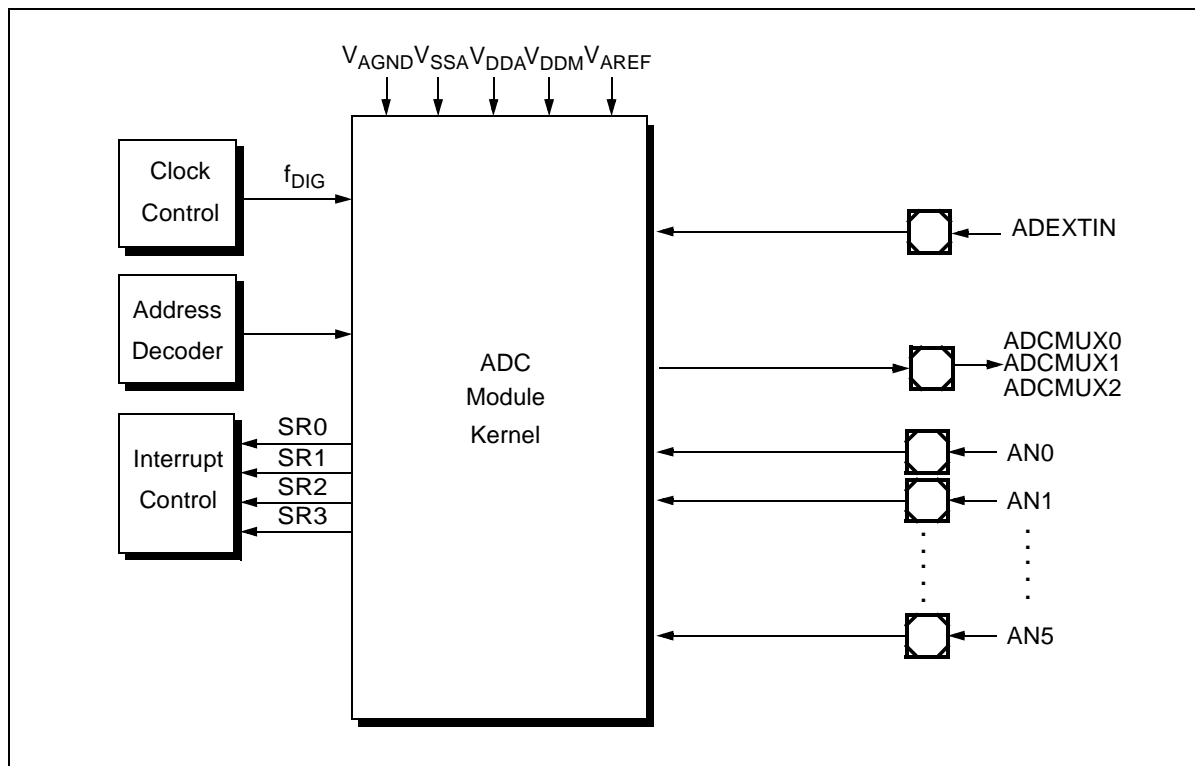 VAGND VSSA VDDA VDDM VAREF
Clock
Control
fDIG
ADEXTIN
Address
Decoder
ADC
Module
Kernel
ADCMUX0
ADCMUX1
ADCMUX2
Interrupt
Control
SR0
SR1
SR2
SR3
AN0
AN1
AN5